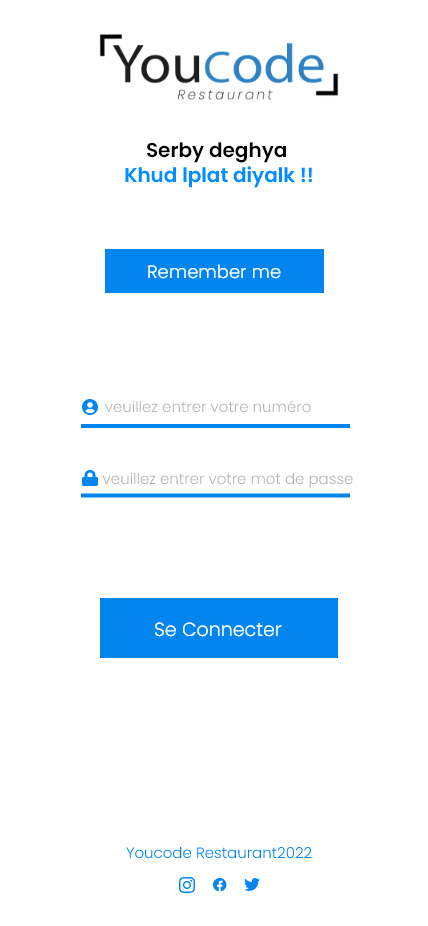 YouCode
Restaurant
Serby deghya
Khud lplat diyalk !!
Remember me
veuillez entrer votre numéro
veuillez entrer votre mot de passe
Se Connecter
Youcode Restaurant2022